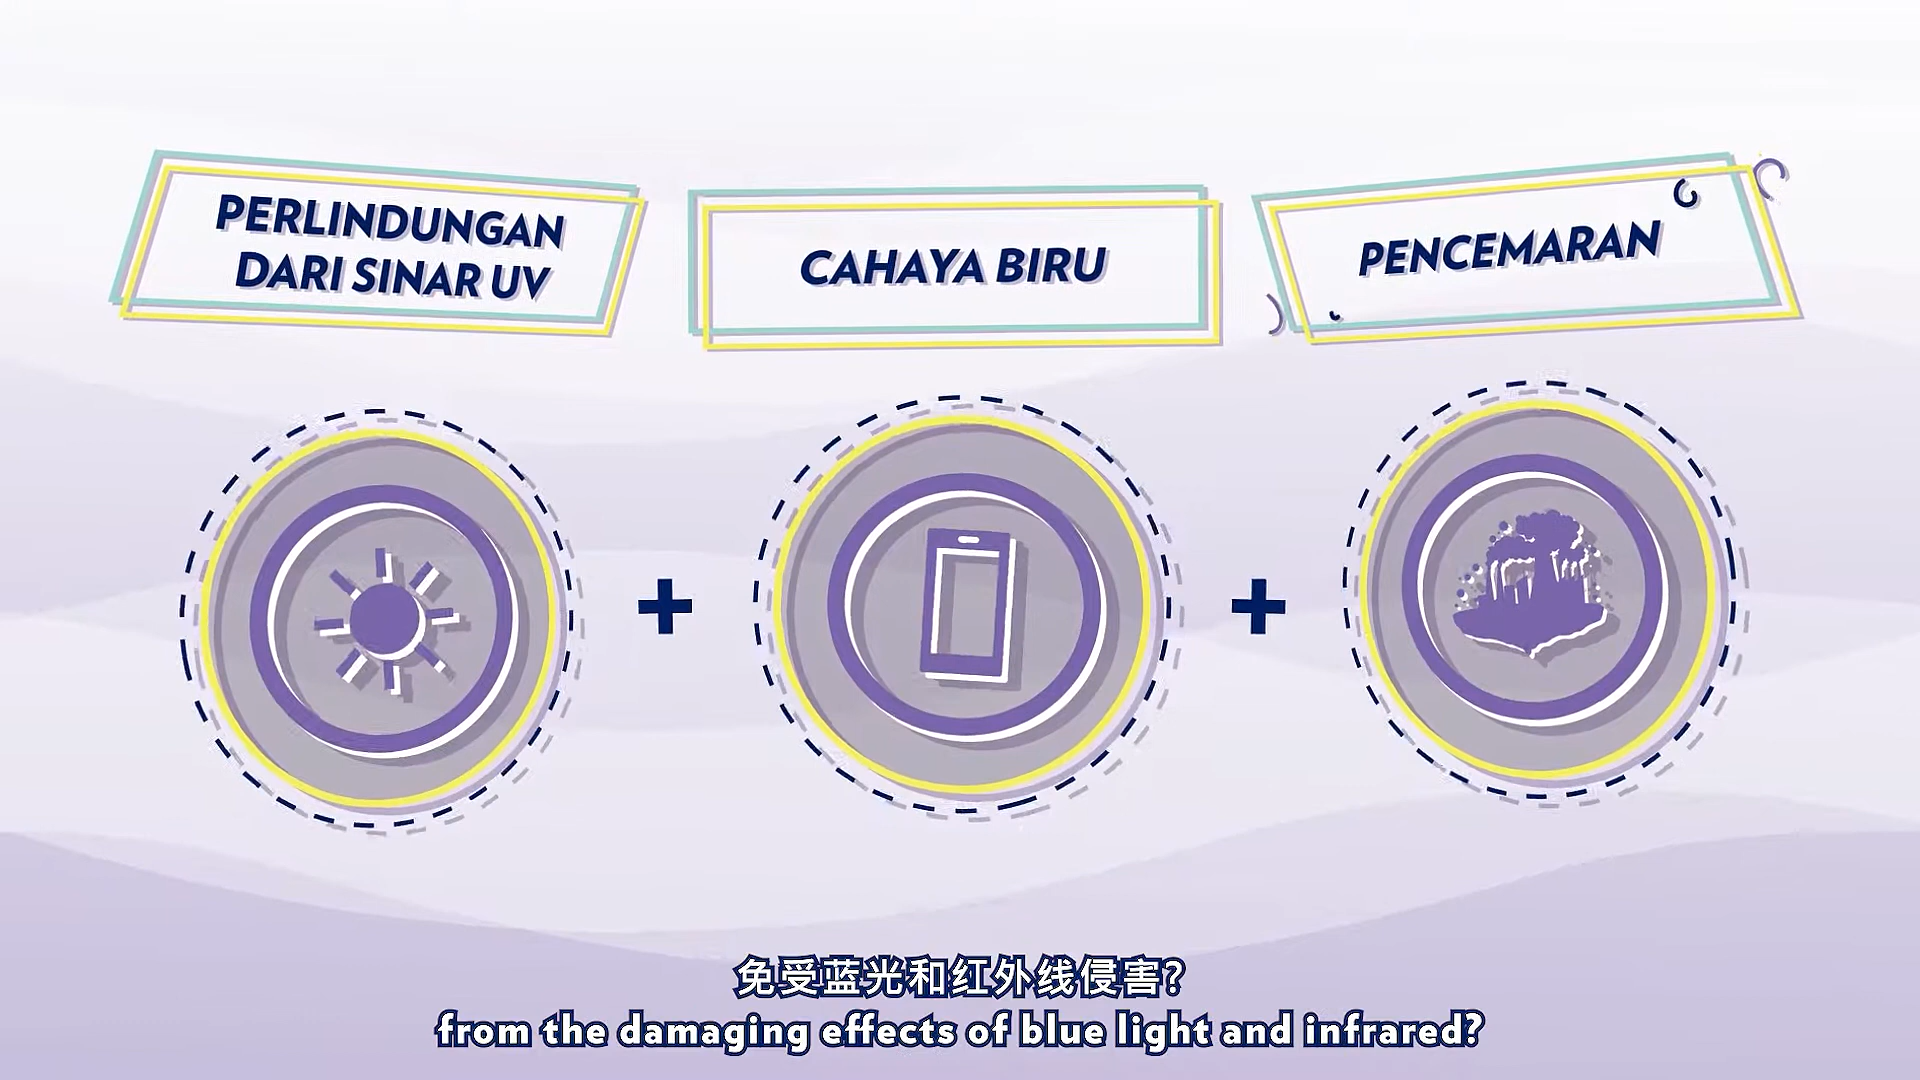 PERLINDUNGAN
DARI SINAR UV
CAHAYA BIRU
PENCEMARAN
+
+
免受蓝光和红外线侵害?
from the damaging effects of blue light and infrared?